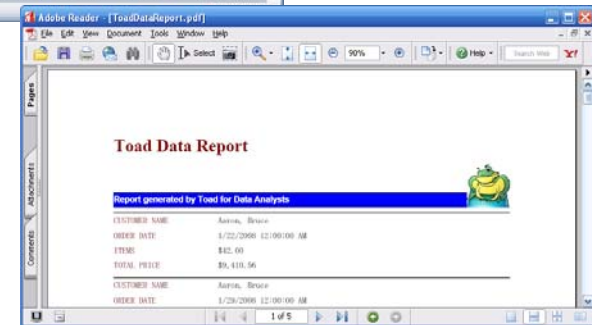 Adobe Reader - [ToadDataReport.pdf]
File Edit View Document Tools Window Help
Select 90% Help Search Web Y!
Pages
Attachments
Comments
Toad Data Report
Report generated by Toad for Data Analysts
CUSTOMER NAME Aaron, Bruce
ORDER DATE 1/22/2008 12:00:00 AM
ITEMS $42.00
TOTAL PRICE $9,410.56
CUSTOMER NAME Aaron, Bruce
ORDER DATE 1/29/2008 12:00:00 AM
1 of 5